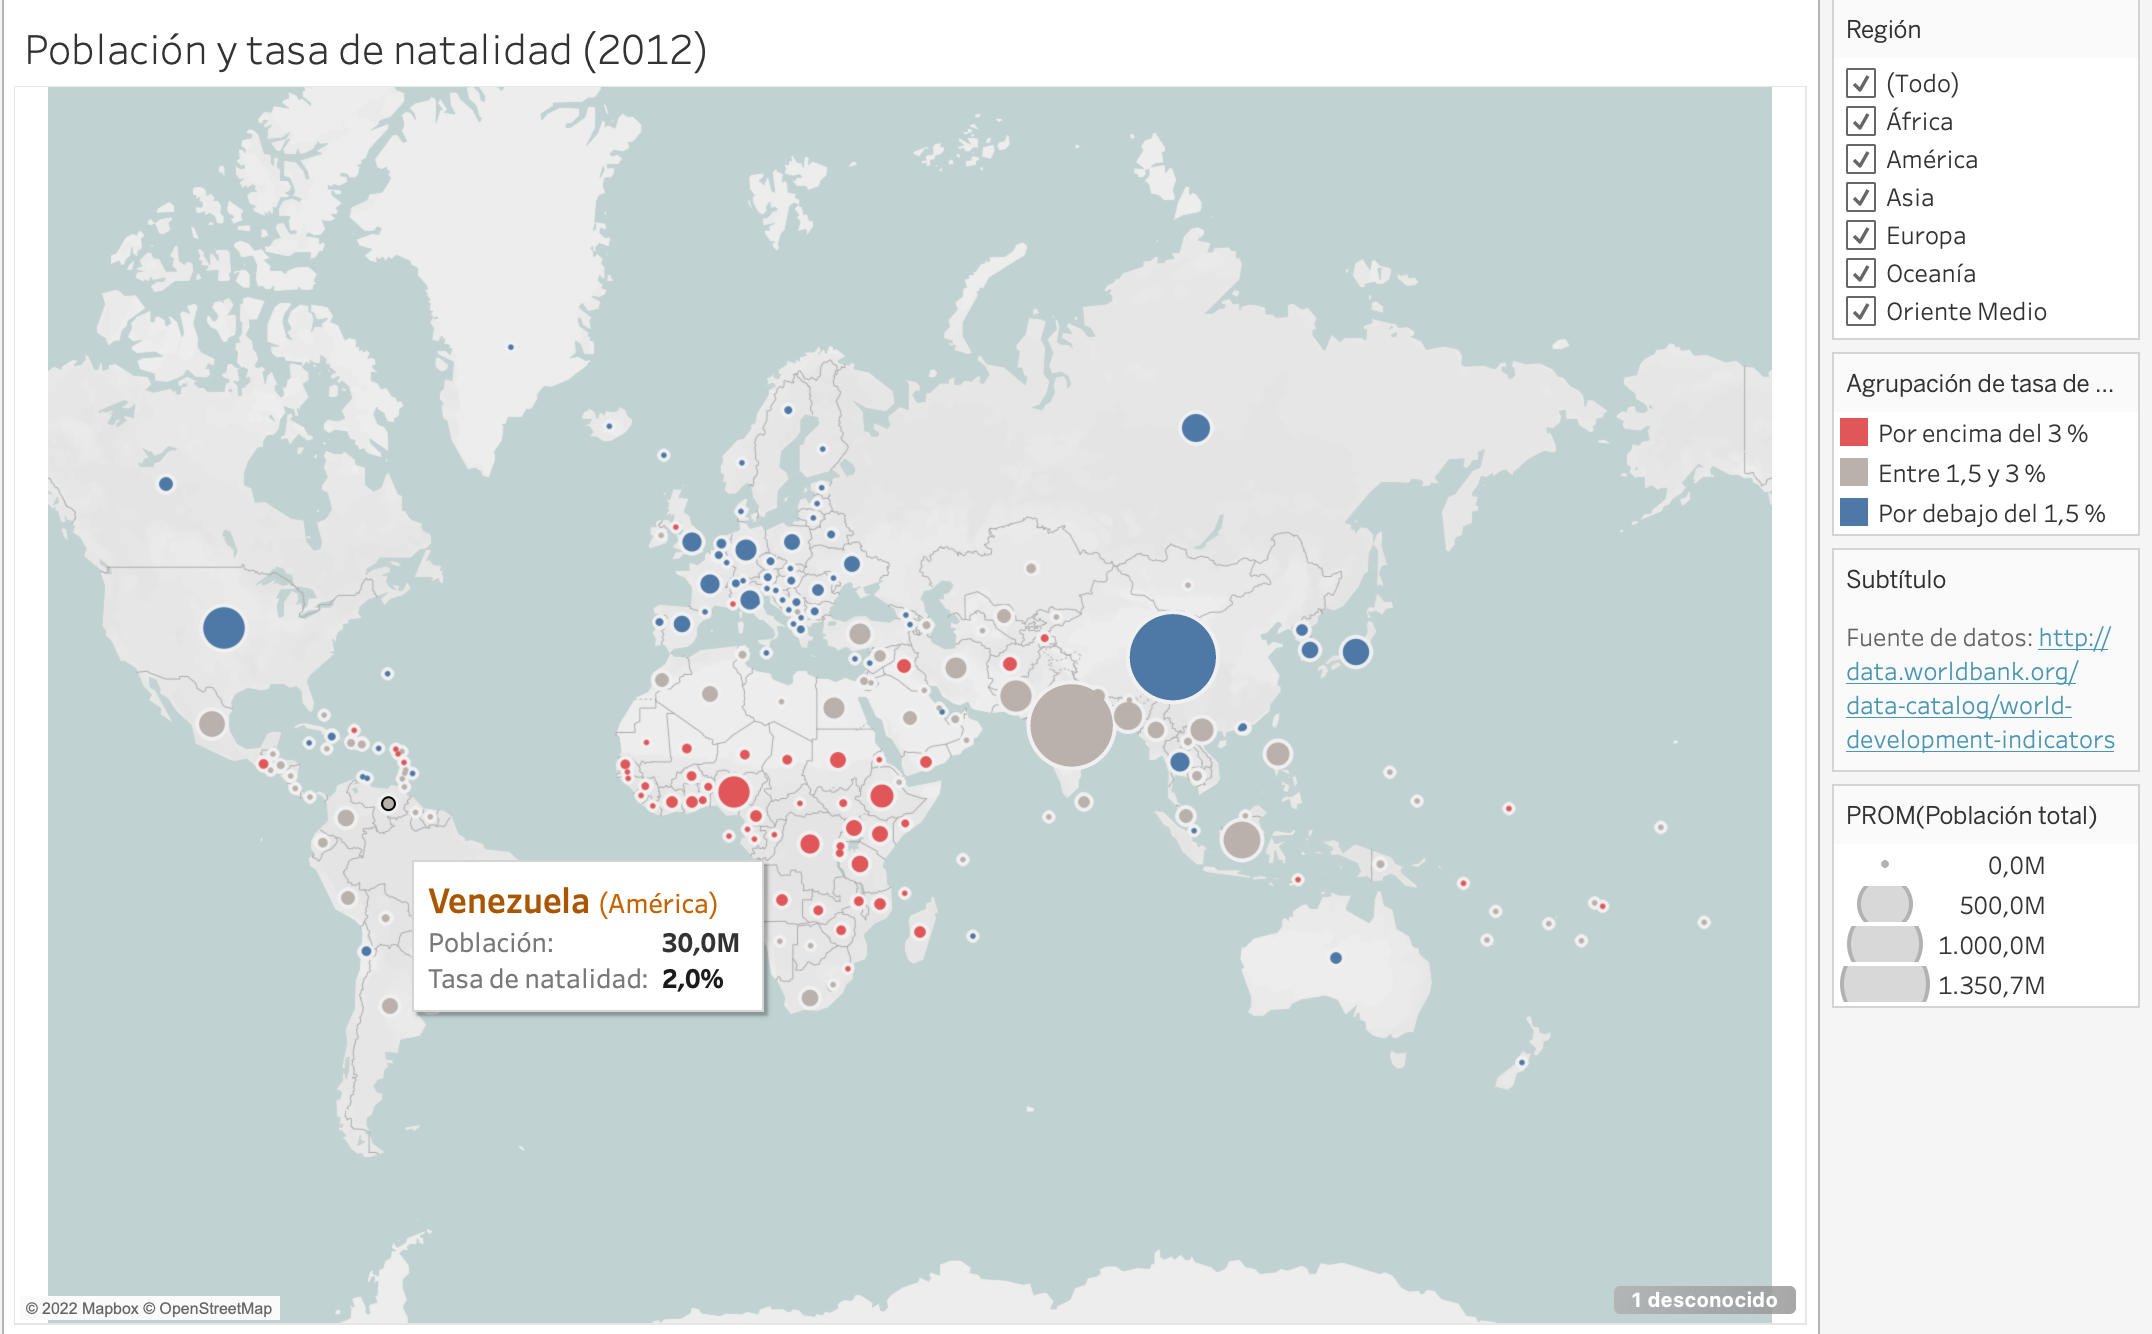 Población y tasa de natalidad (2012)
Venezuela (América)
Población: 30,0M
Tasa de natalidad: 2,0%
© 2022 Mapbox © OpenStreetMap
1 desconocido
Región
(Todo)
África
América
Asia
Europa
Oceanía
Oriente Medio
Agrupación de tasa de ...
Por encima del 3 %
Entre 1,5 y 3 %
Por debajo del 1,5 %
Subtítulo
Fuente de datos: http://
data.worldbank.org/
data-catalog/world-
development-indicators
PROM(Población total)
0,0M
500,0M
1.000,0M
1.350,7M